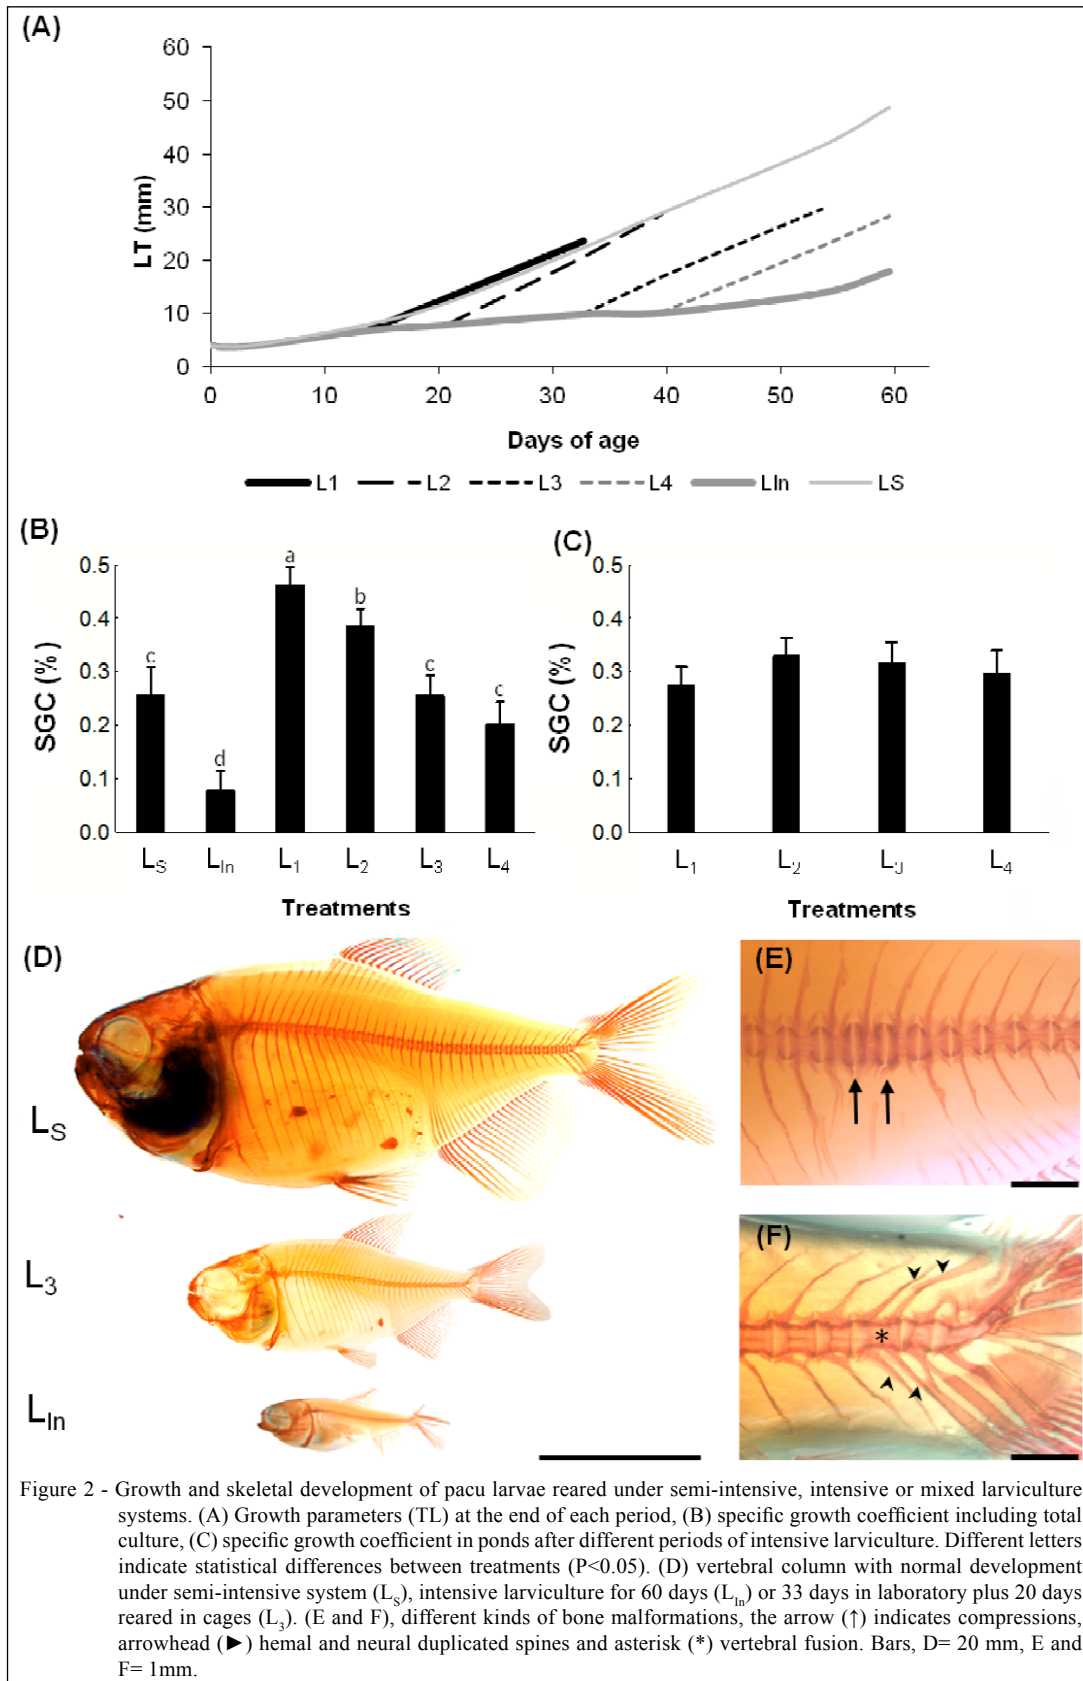 (A)
60
50
40
30
20
10
0
LT (mm)
0 10 20 30 40 50 60
Days of age
L1 L2 L3 L4 LIn LS
(B)
0.5
0.4
0.3
0.2
0.1
0.0
SGC (%)
c d a b c c
LS LIn L1 L2 L3 L4
Treatments
(C)
0.5
0.4
0.3
0.2
0.1
0.0
SGC (%)
L1 L2 L3 L4
Treatments
(D)
LS
L3
LIn
(E)
(F)
*
Figure 2 - Growth and skeletal development of pacu larvae reared under semi-intensive, intensive or mixed larviculture
systems. (A) Growth parameters (TL) at the end of each period, (B) specific growth coefficient including total
culture, (C) specific growth coefficient in ponds after different periods of intensive larviculture. Different letters
indicate statistical differences between treatments (P<0.05). (D) vertebral column with normal development
under semi-intensive system (LS), intensive larviculture for 60 days (LIn) or 33 days in laboratory plus 20 days
reared in cages (L3). (E and F), different kinds of bone malformations, the arrow (↑) indicates compressions,
arrowhead (►) hemal and neural duplicated spines and asterisk (*) vertebral fusion. Bars, D= 20 mm, E and
F= 1mm.